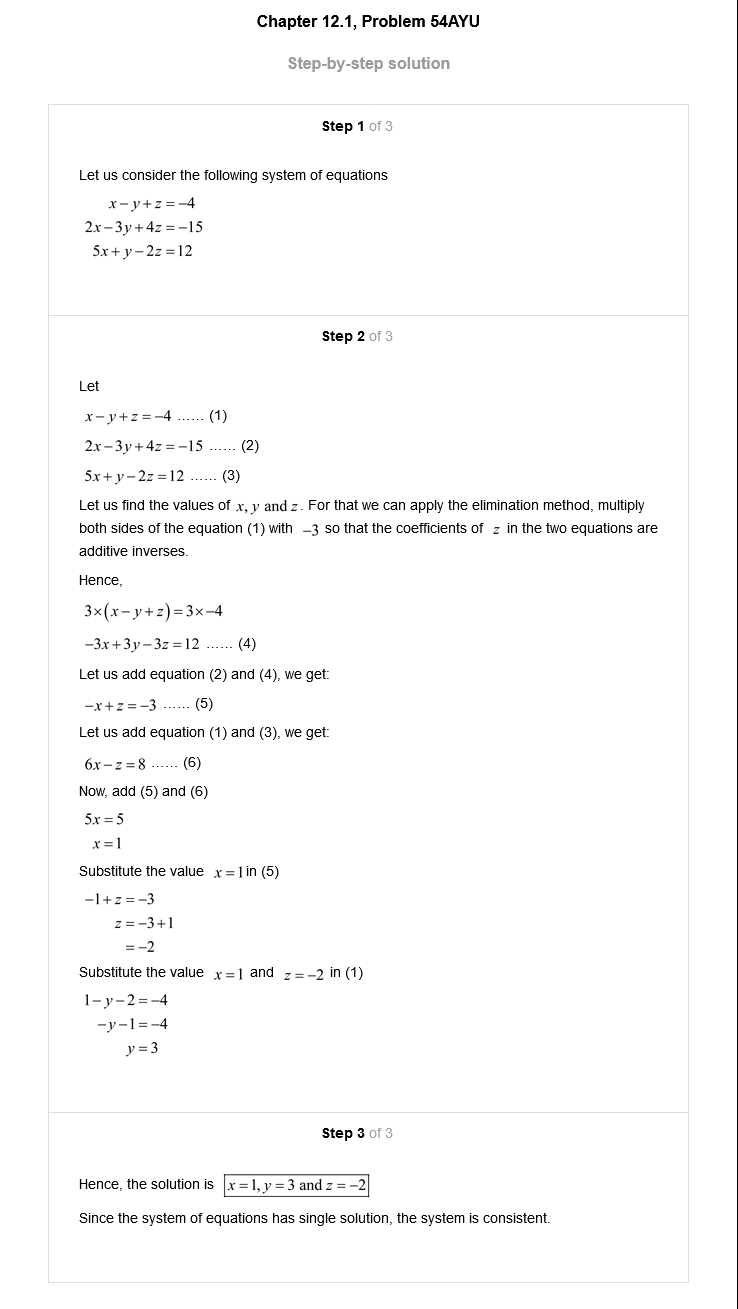 Chapter 12.1, Problem 54AYU
Step-by-step solution
Step 1 of 3
Let us consider the following system of equations
x − y + z = −4
2x − 3y + 4z = −15
5x + y − 2z = 12
Step 2 of 3
Let
x − y + z = −4 ...... (1)
2x − 3y + 4z = −15 ...... (2)
5x + y − 2z = 12 ...... (3)
Let us find the values of x, y and z. For that we can apply the elimination method, multiply
both sides of the equation (1) with −3 so that the coefficients of z in the two equations are
additive inverses.
Hence,
3×(x − y + z) = 3×−4
−3x + 3y − 3z = 12 ...... (4)
Let us add equation (2) and (4), we get:
−x + z = −3 ...... (5)
Let us add equation (1) and (3), we get:
6x − z = 8 ...... (6)
Now, add (5) and (6)
5x = 5
x = 1
Substitute the value x = 1 in (5)
−1 + z = −3
z = −3 + 1
= −2
Substitute the value x = 1 and z = −2 in (1)
1 − y − 2 = −4
−y − 1 = −4
y = 3
Step 3 of 3
Hence, the solution is x = 1, y = 3 and z = −2
Since the system of equations has single solution, the system is consistent.